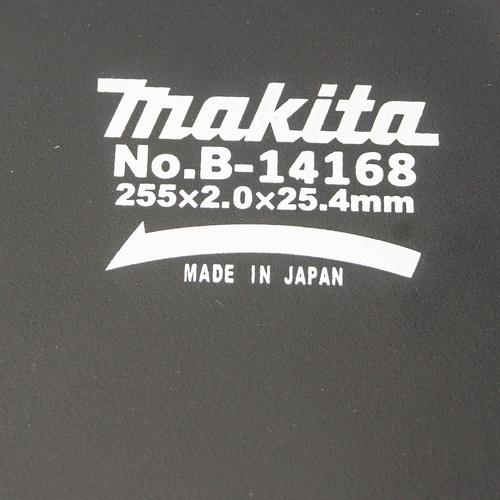 makita
No.B-14168
255×2.0×25.4mm
MADE IN JAPAN